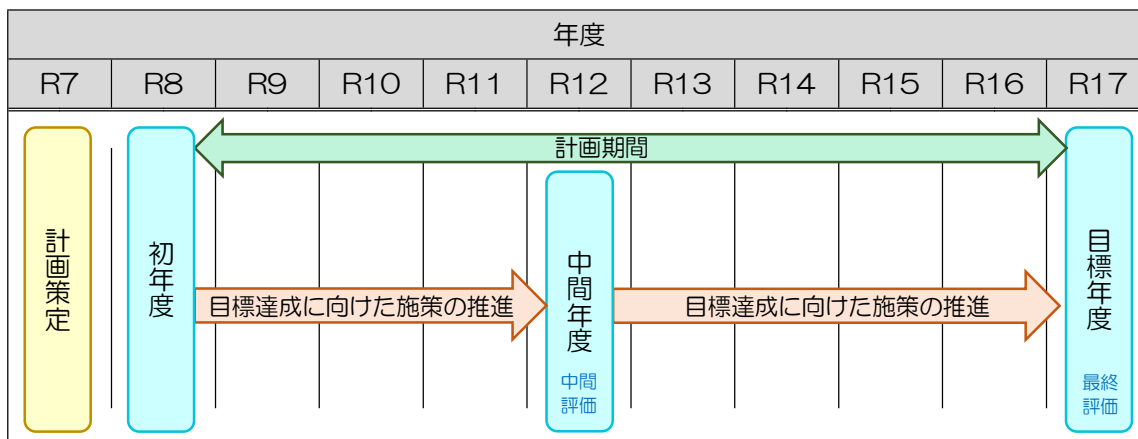 年度
R7 R8 R9 R10 R11 R12 R13 R14 R15 R16 R17
計画期間
計画策定
初年度
目標達成に向けた施策の推進
中間年度
中間
評価
目標達成に向けた施策の推進
目標年度
最終
評価